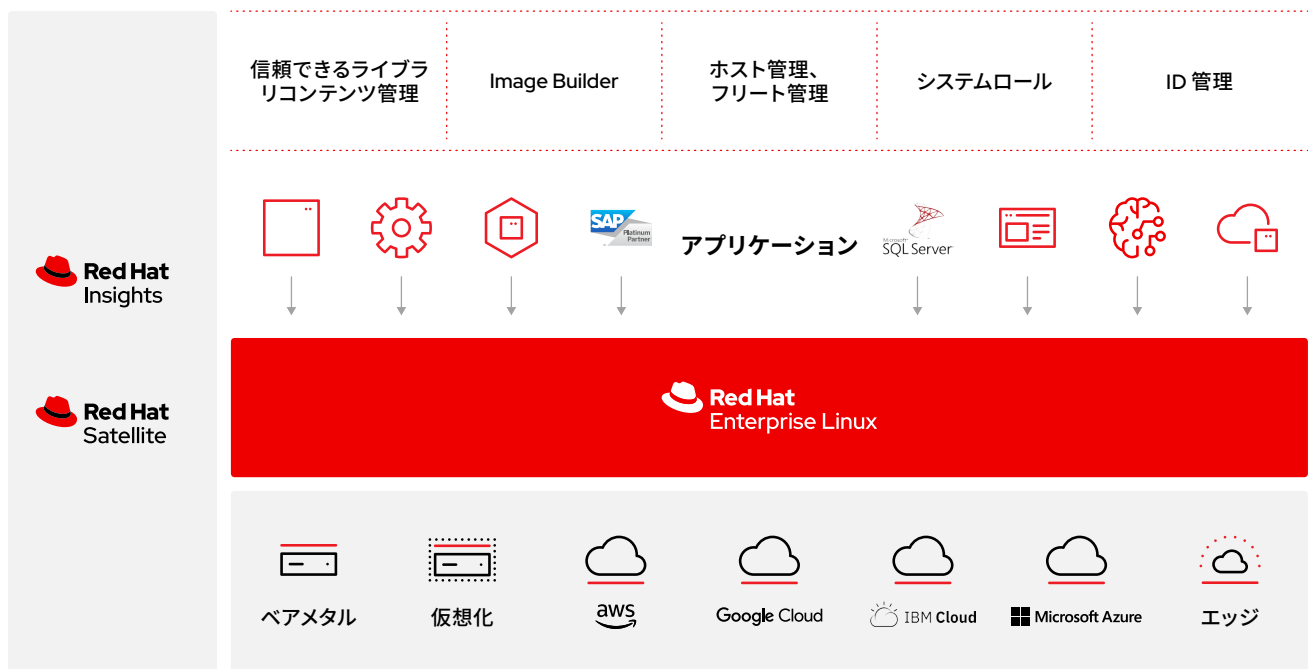 信頼できるライブラ
リコンテンツ管理
Image Builder
ホスト管理、
フリート管理
システムロール
ID 管理
SAP
Platinum
Partner
アプリケーション
Microsoft
SQL Server
Red Hat
Insights
Red Hat
Satellite
Red Hat
Enterprise Linux
ベアメタル
仮想化
aws
Google Cloud
IBM Cloud
Microsoft Azure
エッジ